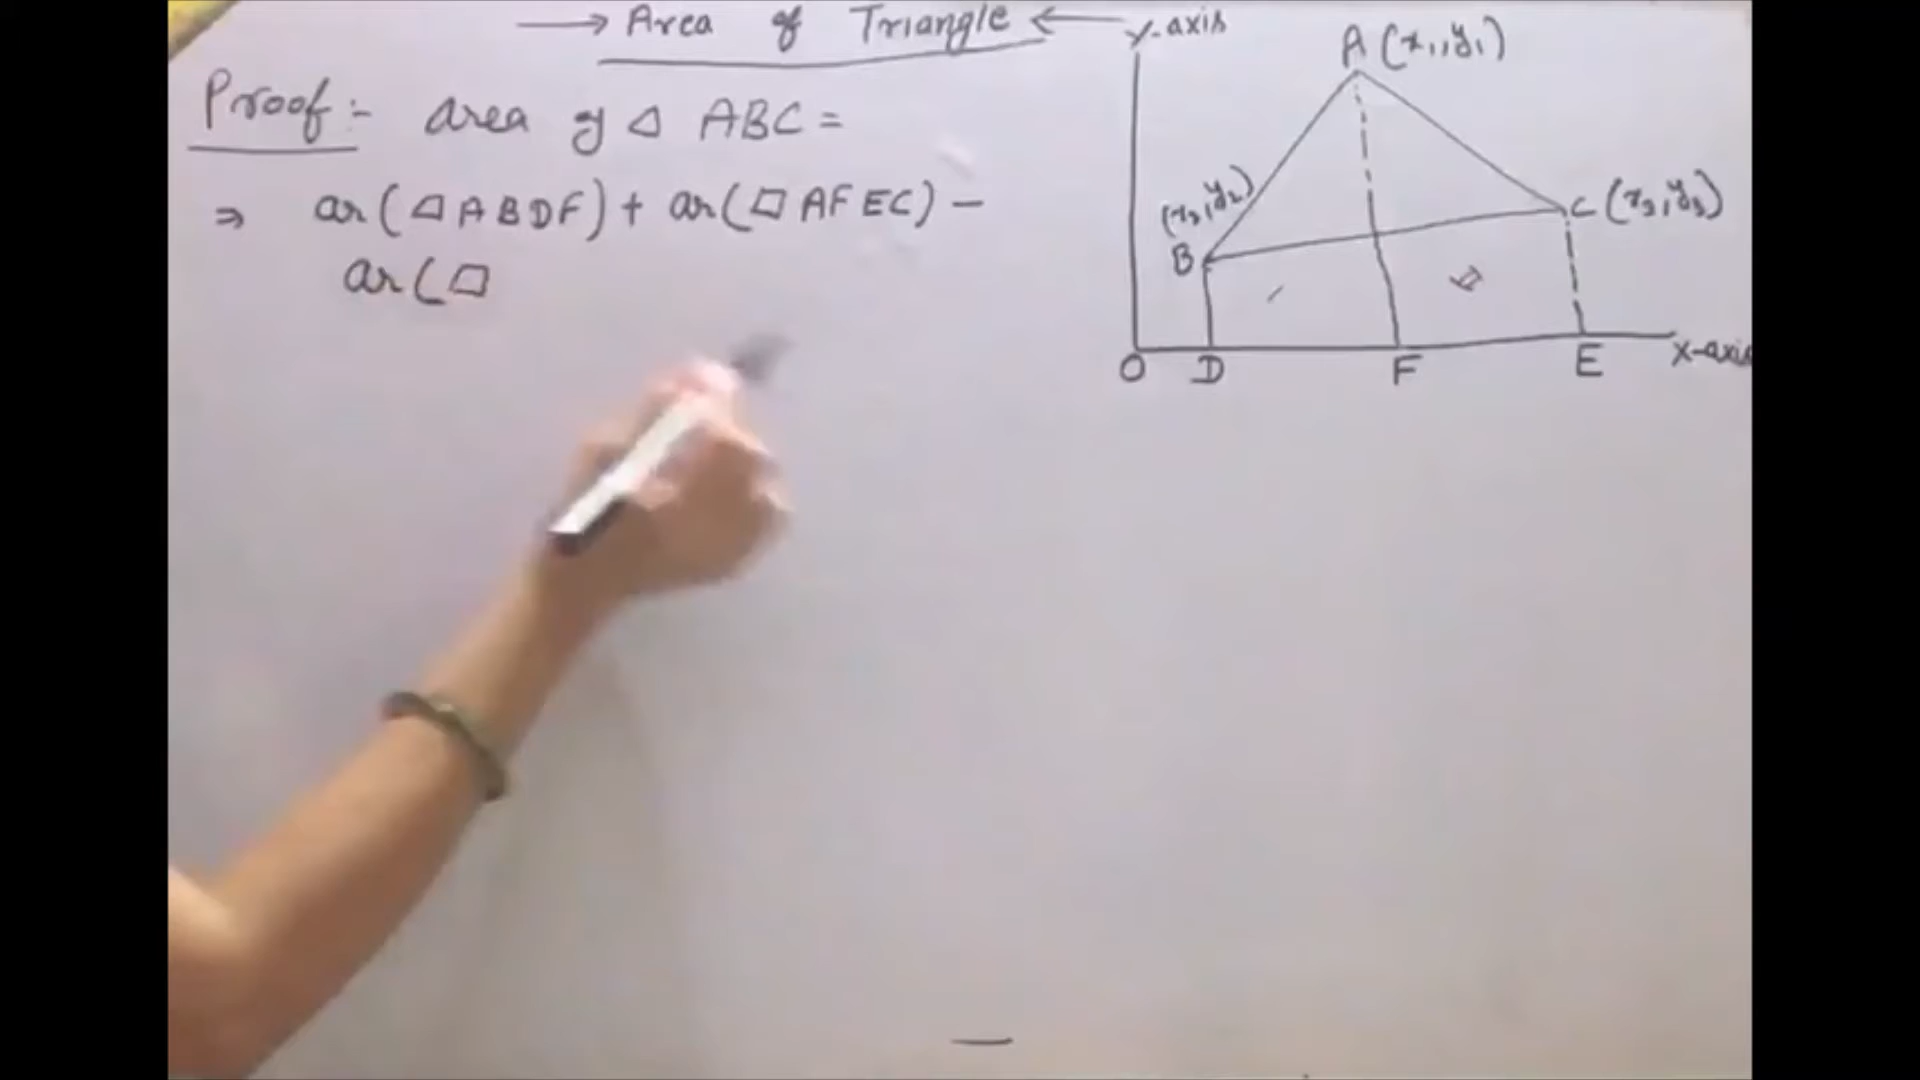 → Area of Triangle ←
Proof:- area of △ ABC =
⇒ ar(▱ABDF) + ar(▱AFEC) -
ar(▱
y-axis
A (x₁,y₁)
(x₂,y₂)
B
C (x₃,y₃)
O D F E x-axis